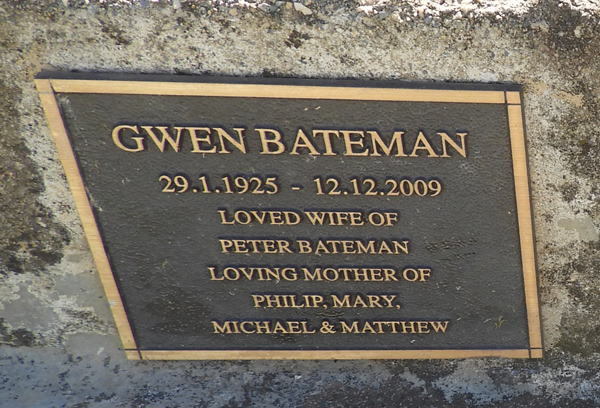 GWEN BATEMAN
29.1.1925 - 12.12.2009
LOVED WIFE OF
PETER BATEMAN
LOVING MOTHER OF
PHILIP, MARY,
MICHAEL & MATTHEW